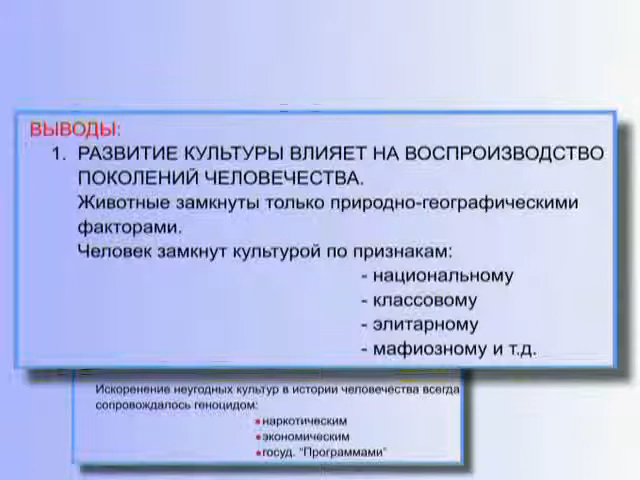 ВЫВОДЫ:
1. РАЗВИТИЕ КУЛЬТУРЫ ВЛИЯЕТ НА ВОСПРОИЗВОДСТВО
ПОКОЛЕНИЙ ЧЕЛОВЕЧЕСТВА.
Животные замкнуты только природно-географическими
факторами.
Человек замкнут культурой по признакам:
- национальному
- классовому
- элитарному
- мафиозному и т.д.
Искоренение неугодных культур в истории человечества всегда
сопровождалось геноцидом:
•наркотическим
•экономическим
•госуд. "Программами"